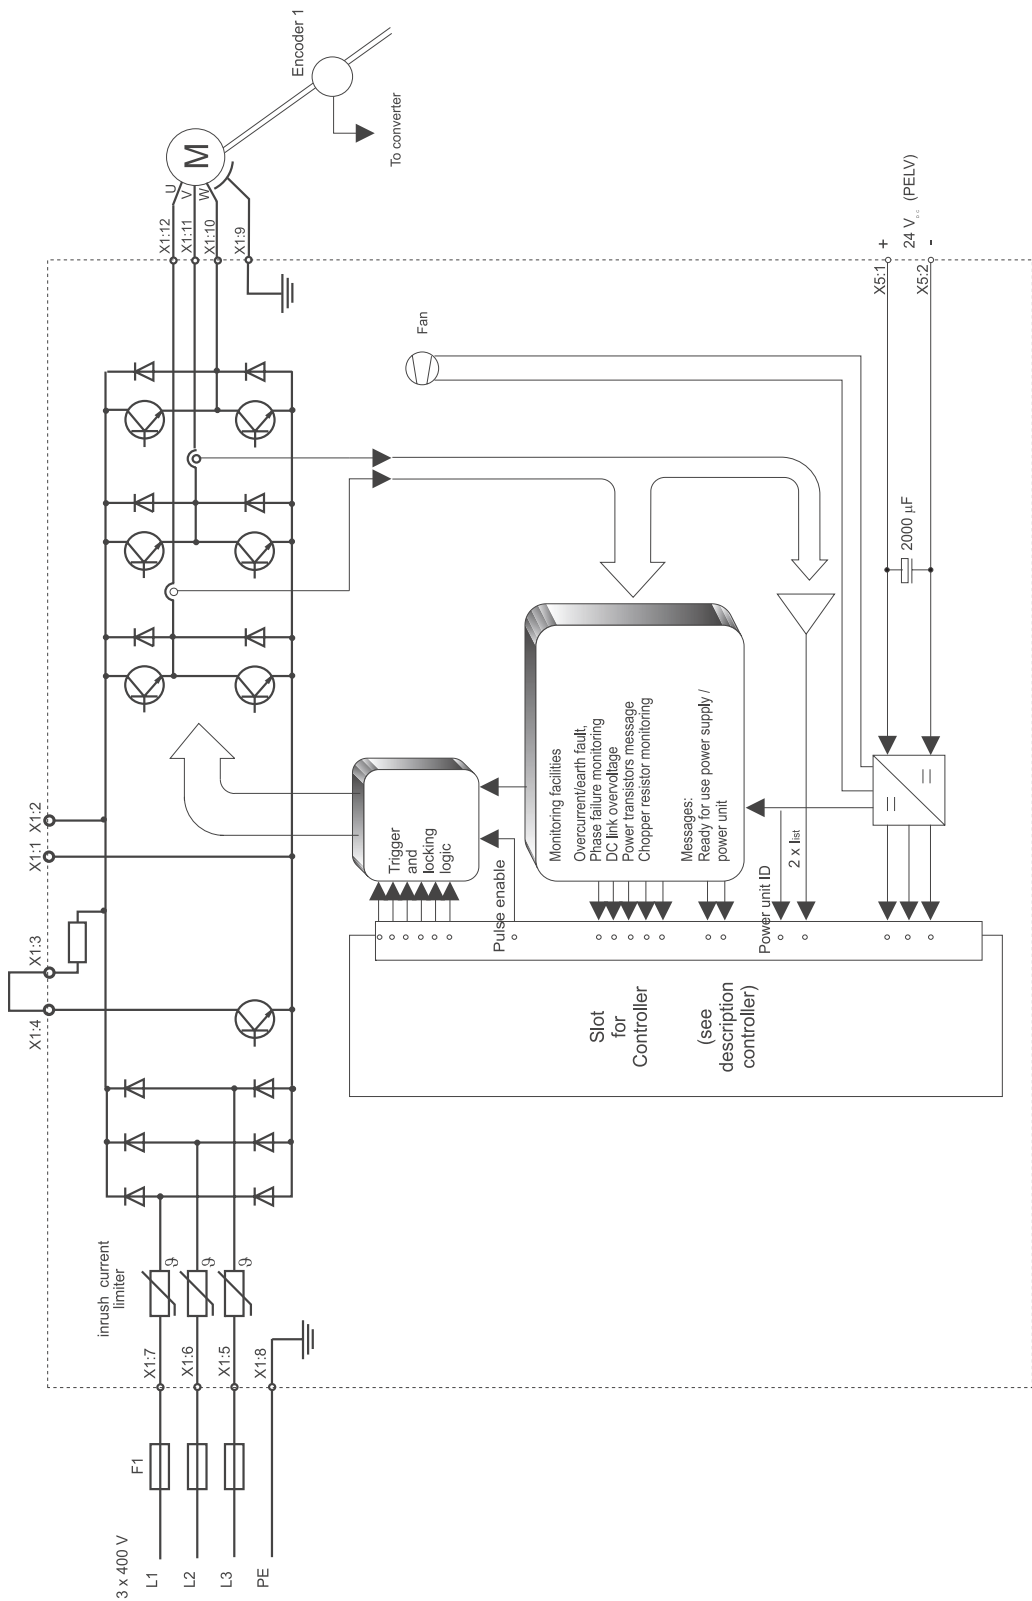 3 x 400 V
L1
L2
L3
PE
F1
X1:7
X1:6
X1:5
X1:8
inrush current
limiter
ϑ
ϑ
ϑ
X1:4
X1:3
X1:1
X1:2
X1:12
X1:11
X1:10
X1:9
U
V
W
M
Encoder 1
To converter
Fan
Trigger
and
locking
logic
Pulse enable
Monitoring facilities
Overcurrent/earth fault,
Phase failure monitoring
DC link overvoltage
Power transistors message
Chopper resistor monitoring
Messages:
Ready for use power supply /
power unit
Power unit ID
2 x Iist
Slot
for
Controller
(see
description
controller)
2000 µF
X5:1
X5:2
+
24 VDC (PELV)
-